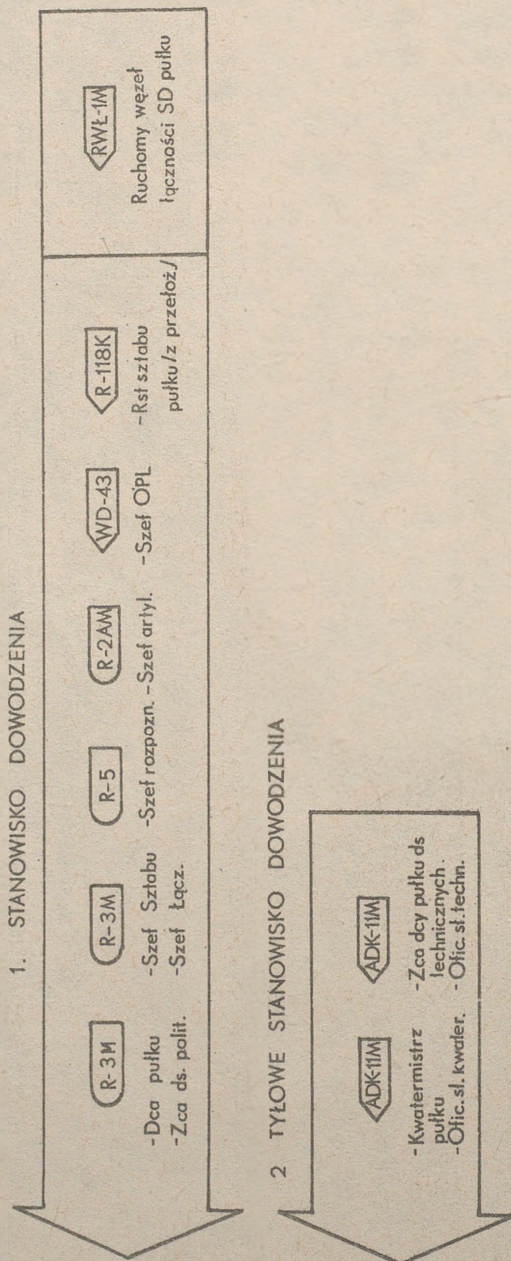 1. STANOWISKO DOWODZENIA
R-3M
-Dca pułku
-Zca ds. polit.
R-3M
-Szef Sztabu
-Szef Łącz.
R-5
-Szef rozpozn.
R-2AM
-Szef artyl.
WD-43
-Szef OPL
R-118K
-Rst sztabu
pułku /z przełoż./
RWŁ-1M
Ruchomy węzeł
łączności SD pułku
2 TYŁOWE STANOWISKO DOWODZENIA
ADK-11M
-Kwatermistrz
pułku
-Ofic. sł. kwater.
ADK-11M
-Zca dcy pułku ds
technicznych.
-Ofic. sł. techn.